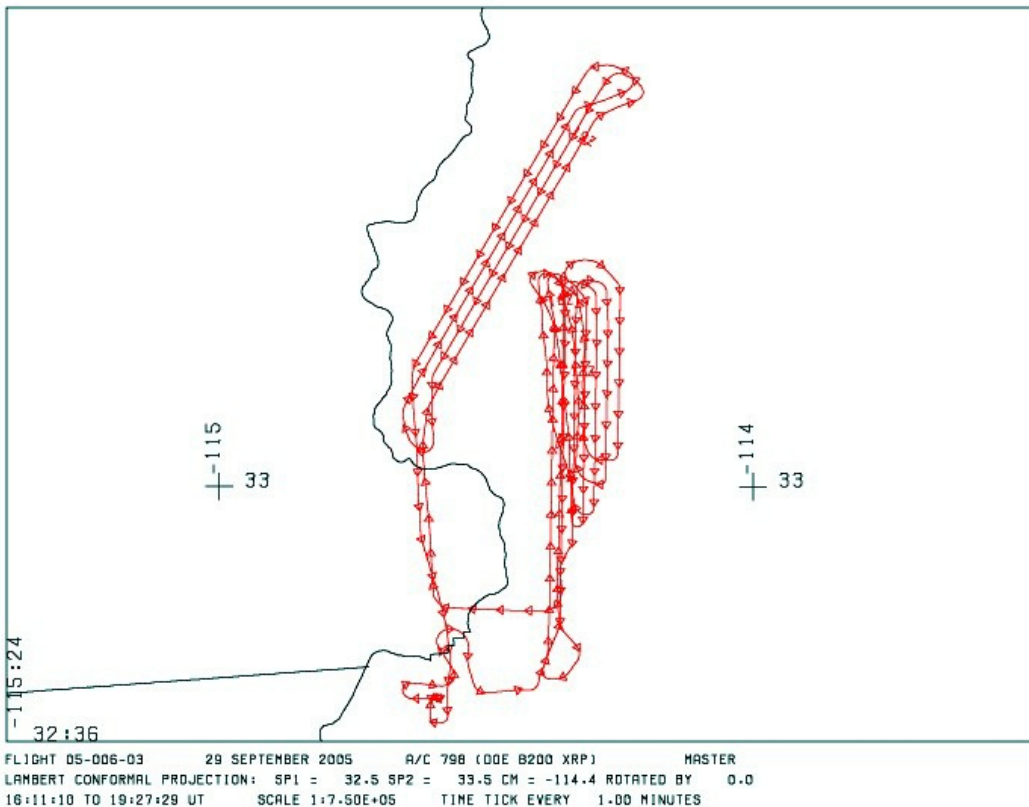 -115
33
-114
33
-115:24
32:36
FLIGHT 05-006-03 29 SEPTEMBER 2005 A/C 798 (DOE B200 XRP) MASTER
LAMBERT CONFORMAL PROJECTION: SP1 = 32.5 SP2 = 33.5 CM = -114.4 ROTATED BY 0.0
16:11:10 TO 19:27:29 UT SCALE 1:7.50E+05 TIME TICK EVERY 1.00 MINUTES